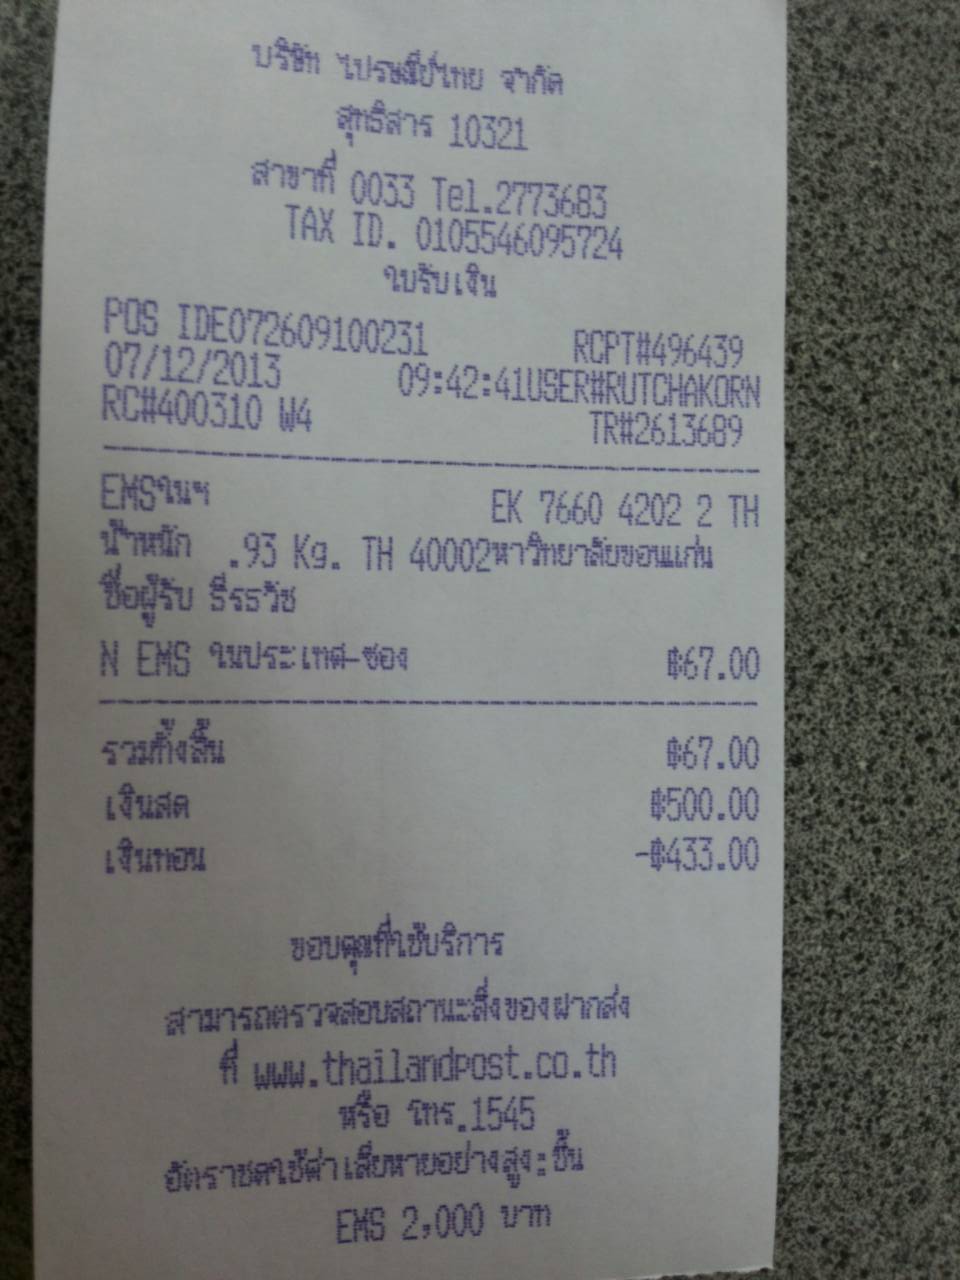 บริษัท ไปรษณีย์ไทย จำกัด
สุทธิสาร 10321
สาขาที่ 0033 Tel.2773683
TAX ID. 0105546095724
ใบรับเงิน
POS IDE072609100231 RCPT#496439
07/12/2013 09:42:41USER#RUTCHAKORN
RC#400310 W4 TR#2613689
EMSในฯ EK 7660 4202 2 TH
น้ำหนัก .93 Kg. TH 40002หาวิทยาลัยขอนแก่น
ชื่อผู้รับ ธีรธวัช
N EMS ในประเทศ-ซอง ฿67.00
รวมทั้งสิ้น ฿67.00
เงินสด ฿500.00
เงินทอน -฿433.00
ขอบคุณที่ใช้บริการ
สามารถตรวจสอบสถานะสิ่งของฝากส่ง
ที่ www.thailandpost.co.th
หรือ โทร.1545
อัตราชดใช้ค่าเสียหายอย่างสูง:ชิ้น
EMS 2,000 บาท